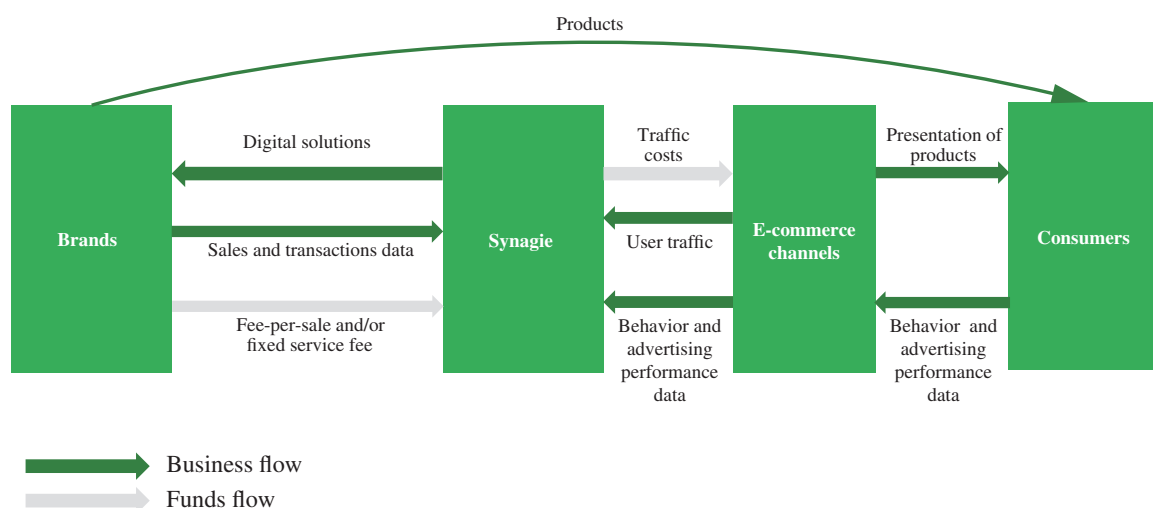 Products
Digital solutions
Traffic
costs
Presentation of
products
Brands
Sales and transactions data
Synagie
User traffic
E-commerce
channels
Consumers
Fee-per-sale and/or
fixed service fee
Behavior and
advertising
performance
data
Behavior and
advertising
performance
data
Business flow
Funds flow